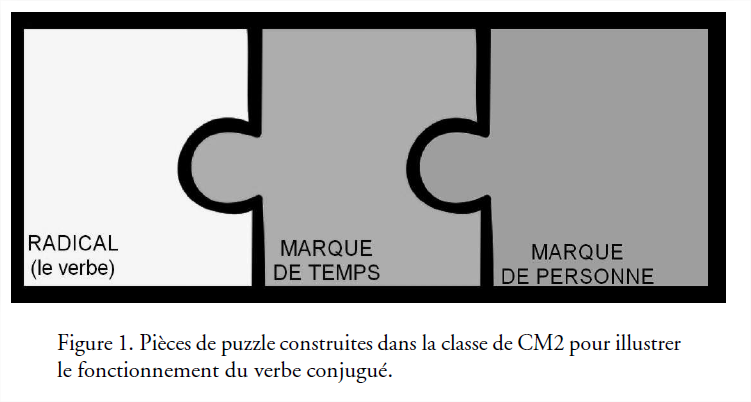 RADICAL
(le verbe)
MARQUE
DE TEMPS
MARQUE
DE PERSONNE
Figure 1. Pièces de puzzle construites dans la classe de CM2 pour illustrer
le fonctionnement du verbe conjugué.